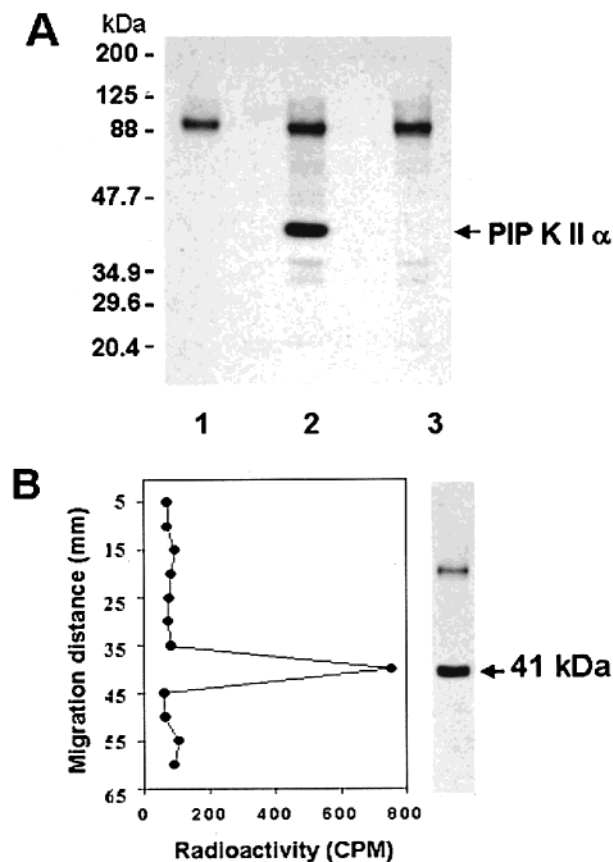 A
kDa
200 -
125 -
88 -
47.7 -
34.9 -
29.6 -
20.4 -
PIP K II α
1 2 3
B
Migration distance (mm)
5
15
25
35
45
55
65
0 200 400 600 800
Radioactivity (CPM)
41 kDa